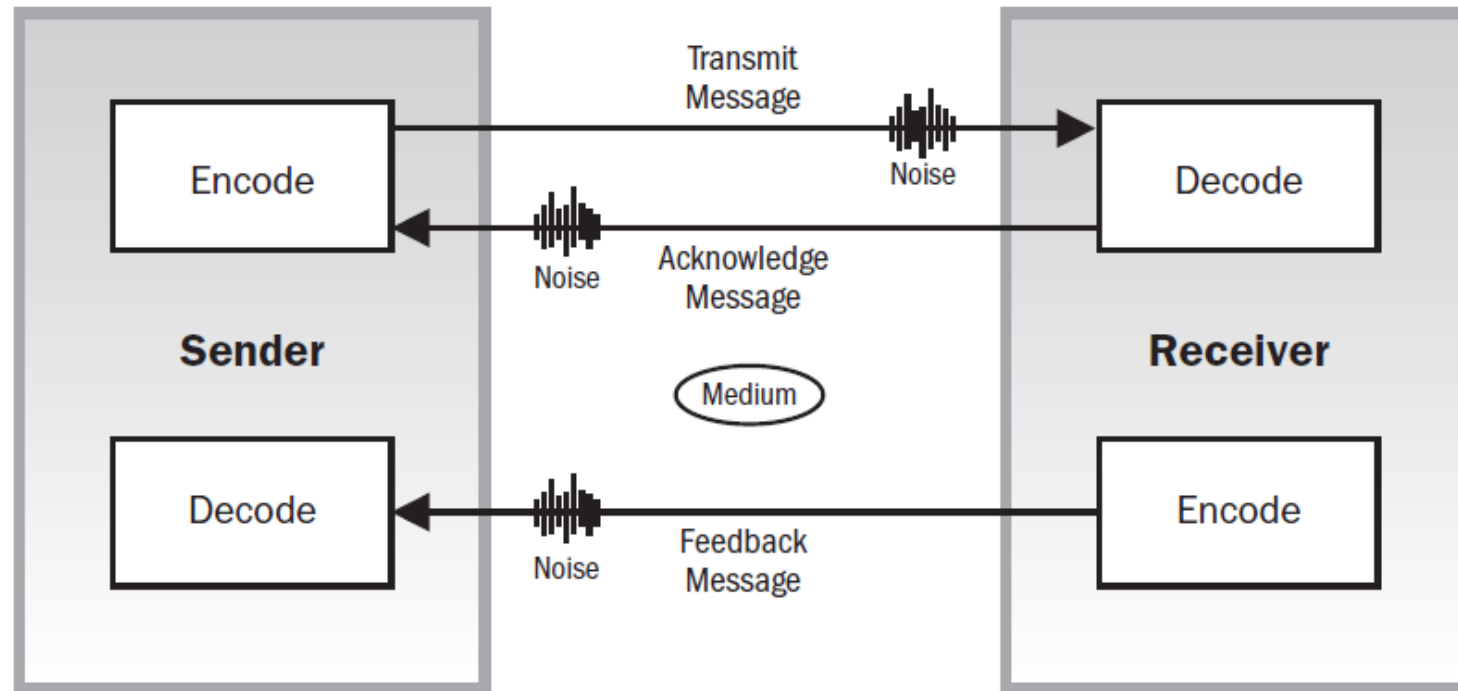 Transmit
Message
Noise
Encode
Decode
Noise
Acknowledge
Message
Sender
Receiver
Medium
Decode
Encode
Noise
Feedback
Message